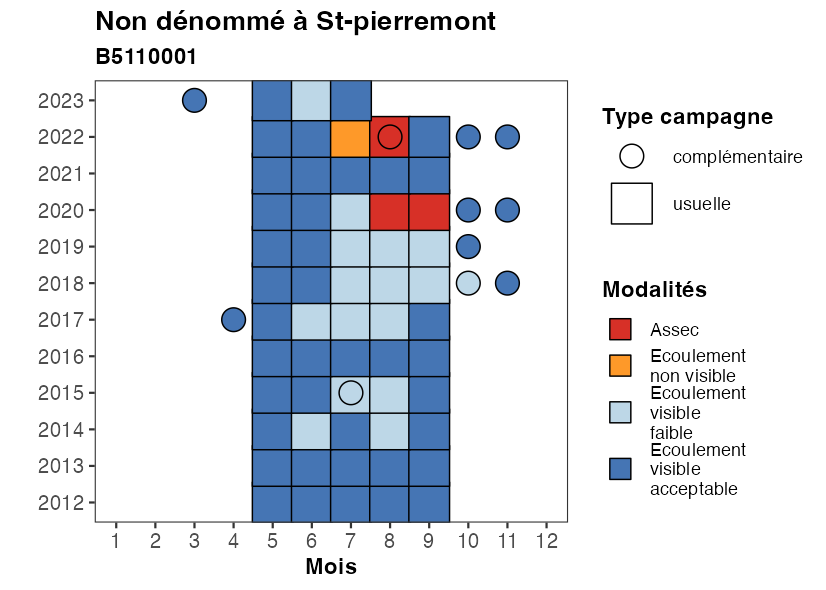 Non dénommé à St-pierremont
B5110001
2023
2022
2021
2020
2019
2018
2017
2016
2015
2014
2013
2012
1 2 3 4 5 6 7 8 9 10 11 12
Mois
Type campagne
complémentaire
usuelle
Modalités
Assec
Ecoulement
non visible
Ecoulement
visible
faible
Ecoulement
visible
acceptable